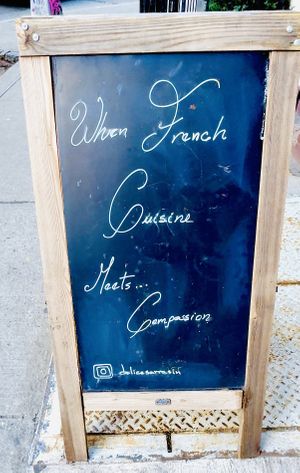 When French
Cuisine
Meets...
Compassion
delicesarrasin